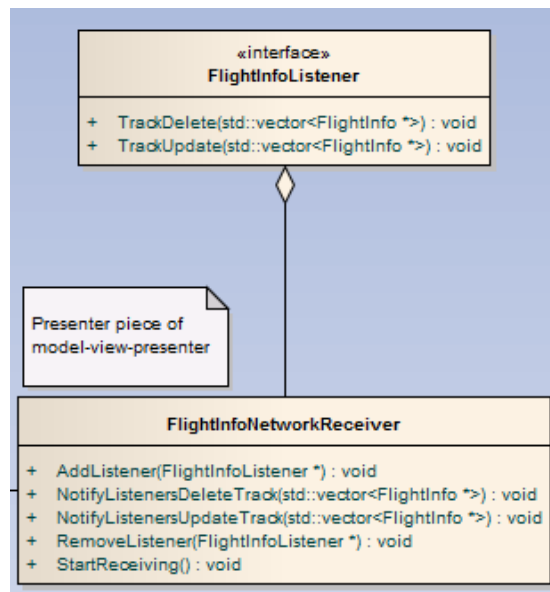 «interface»
FlightInfoListener
+ TrackDelete(std::vector<FlightInfo *>) : void
+ TrackUpdate(std::vector<FlightInfo *>) : void
Presenter piece of
model-view-presenter
FlightInfoNetworkReceiver
+ AddListener(FlightInfoListener *) : void
+ NotifyListenersDeleteTrack(std::vector<FlightInfo *>) : void
+ NotifyListenersUpdateTrack(std::vector<FlightInfo *>) : void
+ RemoveListener(FlightInfoListener *) : void
+ StartReceiving() : void